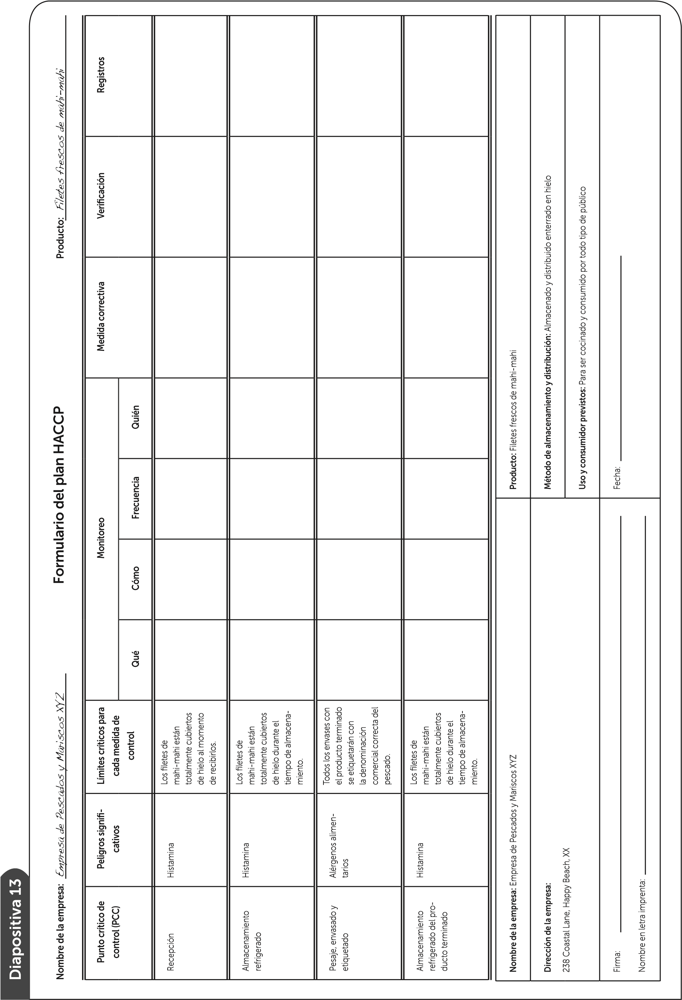 Diapositiva 13
Formulario del plan HACCP
Nombre de la empresa: Empresa de Pescados y Mariscos XYZ
Producto: Filetes frescos de mahi-mahi
Punto crítico de
control (PCC)
Peligros signifi-
cativos
Límites críticos para
cada medida de
control
Monitoreo
Qué
Cómo
Frecuencia
Quién
Medida correctiva
Verificación
Registros
Recepción
Histamina
Los filetes de
mahi-mahi están
totalmente cubiertos
de hielo al momento
de recibirlos.
Almacenamiento
refrigerado
Histamina
Los filetes de
mahi-mahi están
totalmente cubiertos
de hielo durante el
tiempo de almacena-
miento.
Pesaje, envasado y
etiquetado
Alérgenos alimen-
tarios
Todos los envases con
el producto terminado
se etiquetarán con
la denominación
comercial correcta del
pescado.
Almacenamiento
refrigerado del pro-
ducto terminado
Histamina
Los filetes de
mahi-mahi están
totalmente cubiertos
de hielo durante el
tiempo de almacena-
miento.
Nombre de la empresa: Empresa de Pescados y Mariscos XYZ
Producto: Filetes frescos de mahi-mahi
Dirección de la empresa:
238 Coastal Lane, Happy Beach, XX
Método de almacenamiento y distribución: Almacenado y distribuido enterrado en hielo
Uso y consumidor previstos: Para ser cocinado y consumido por todo tipo de público
Firma:
Fecha:
Nombre en letra imprenta: